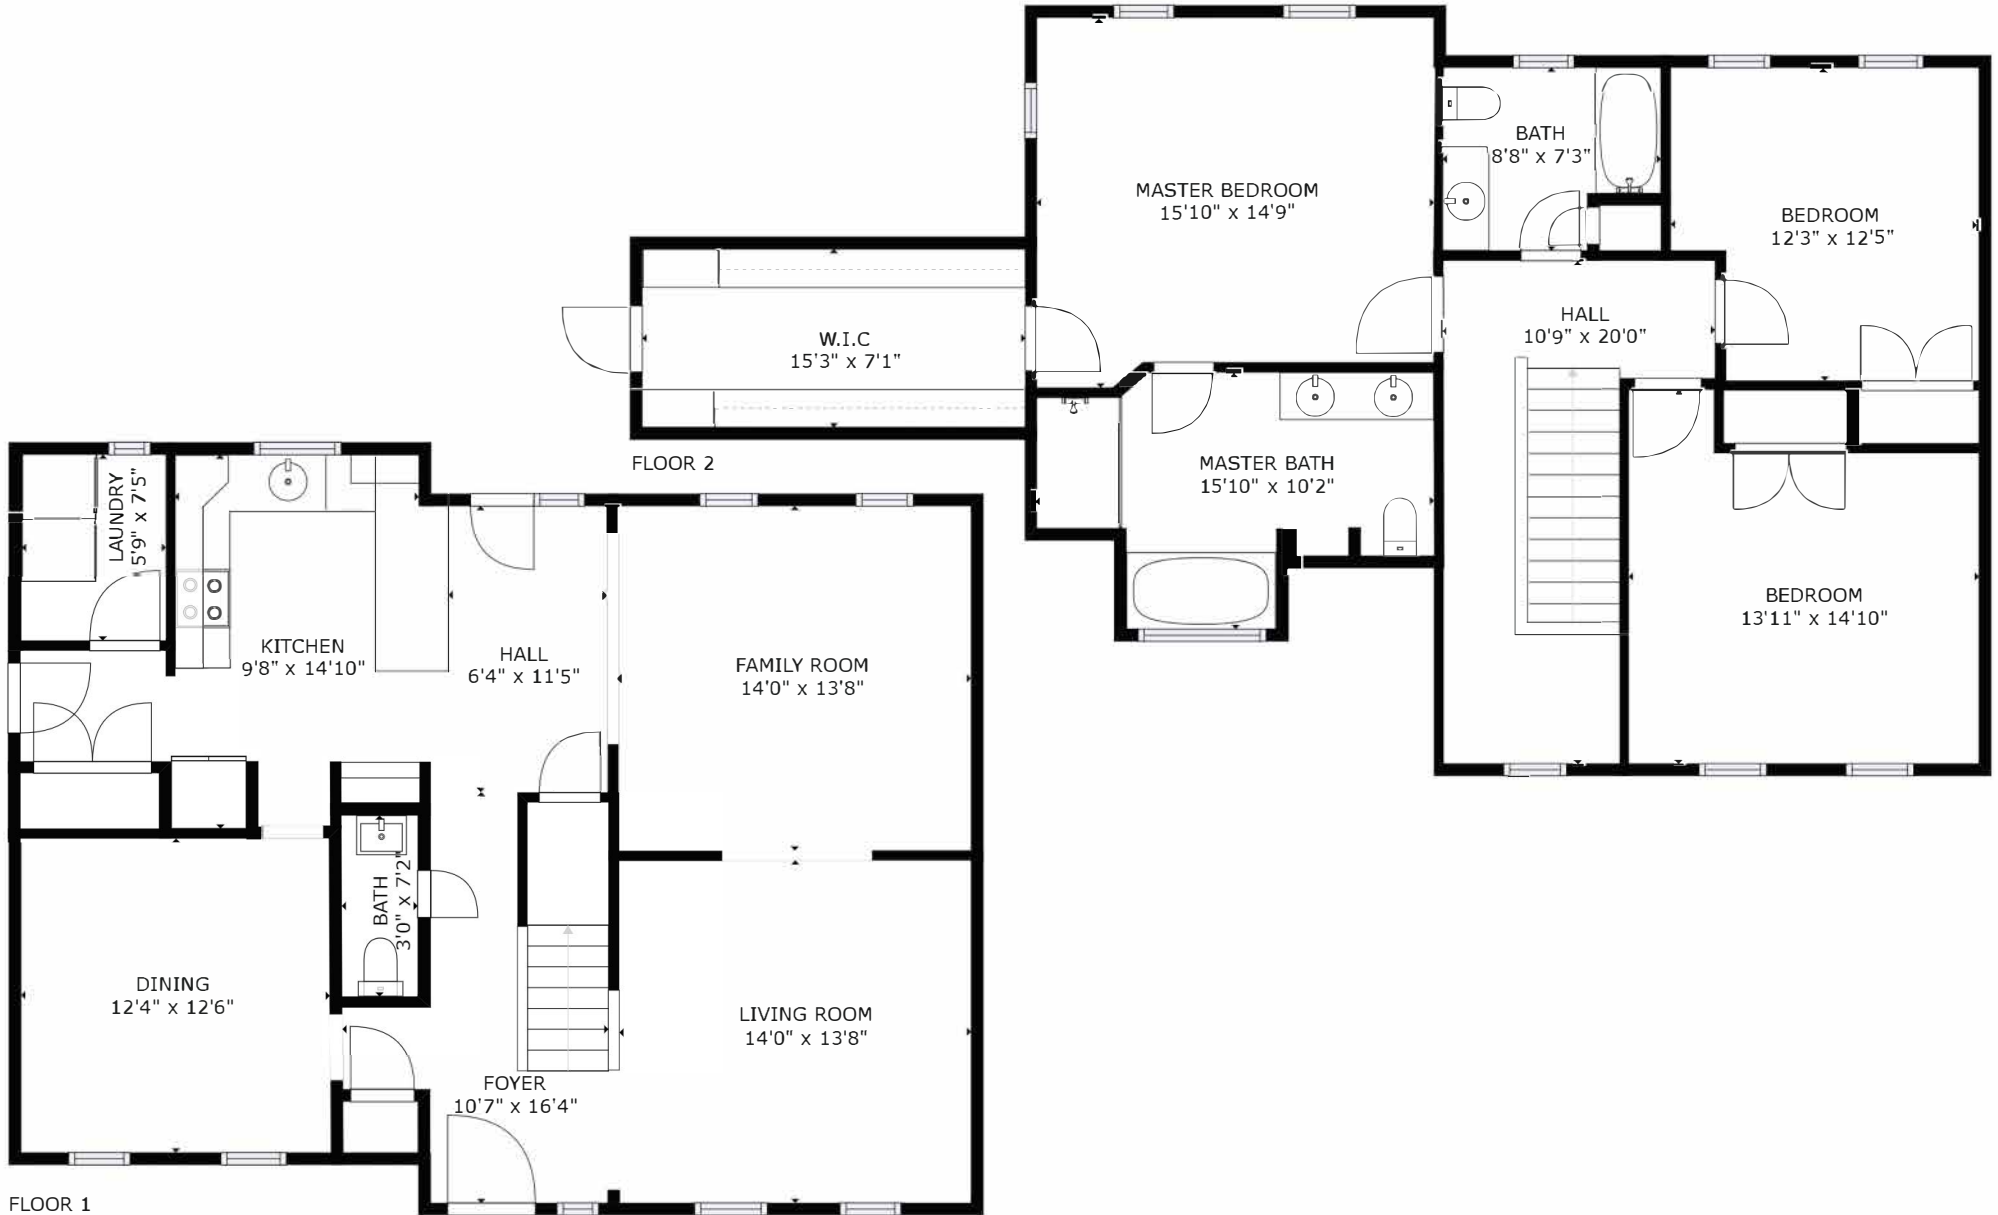 MASTER BEDROOM
15'10" x 14'9"
BATH
8'8" x 7'3"
BEDROOM
12'3" x 12'5"
W.I.C
15'3" x 7'1"
HALL
10'9" x 20'0"
MASTER BATH
15'10" x 10'2"
BEDROOM
13'11" x 14'10"
FLOOR 2
LAUNDRY
5'9" x 7'5"
KITCHEN
9'8" x 14'10"
HALL
6'4" x 11'5"
FAMILY ROOM
14'0" x 13'8"
BATH
3'0" x 7'2"
DINING
12'4" x 12'6"
LIVING ROOM
14'0" x 13'8"
FOYER
10'7" x 16'4"
FLOOR 1